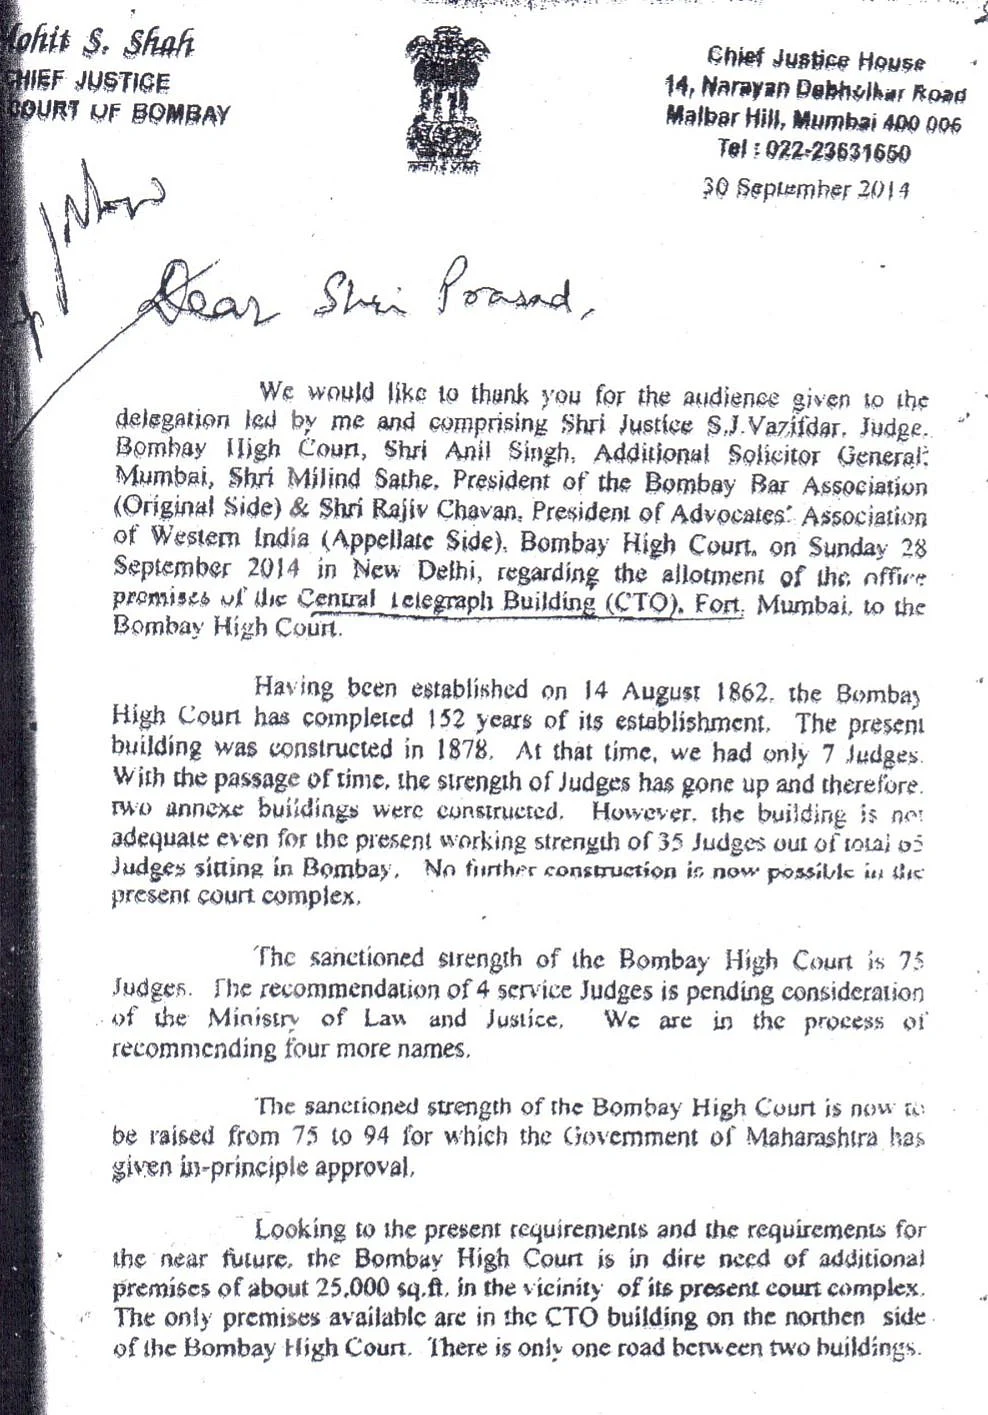 Mohit S. Shah
CHIEF JUSTICE
COURT OF BOMBAY
Chief Justice House
14, Narayan Dabholkar Road
Malbar Hill, Mumbai 400 006
Tel : 022-23631650
30 September 2014
Dear Shri Prasad,
We would like to thank you for the audience given to the
delegation led by me and comprising Shri Justice S.J.Vazifdar, Judge,
Bombay High Court, Shri Anil Singh, Additional Solicitor General,
Mumbai, Shri Milind Sathe, President of the Bombay Bar Association
(Original Side) & Shri Rajiv Chavan, President of Advocates' Association
of Western India (Appellate Side), Bombay High Court, on Sunday 28
September 2014 in New Delhi, regarding the allotment of the office
premises of the Central Telegraph Building (CTO), Fort, Mumbai, to the
Bombay High Court.
Having been established on 14 August 1862, the Bombay
High Court has completed 152 years of its establishment. The present
building was constructed in 1878. At that time, we had only 7 Judges.
With the passage of time, the strength of Judges has gone up and therefore,
two annexe buildings were constructed. However, the building is not
adequate even for the present working strength of 35 Judges out of total
Judges sitting in Bombay. No further construction is now possible in the
present court complex.
The sanctioned strength of the Bombay High Court is 75
Judges. The recommendation of 4 service Judges is pending consideration
of the Ministry of Law and Justice. We are in the process of
recommending four more names.
The sanctioned strength of the Bombay High Court is now to
be raised from 75 to 94 for which the Government of Maharashtra has
given in-principle approval.
Looking to the present requirements and the requirements for
the near future, the Bombay High Court is in dire need of additional
premises of about 25,000 sq.ft. in the vicinity of its present court complex.
The only premises available are in the CTO building on the northen side
of the Bombay High Court. There is only one road between two buildings.